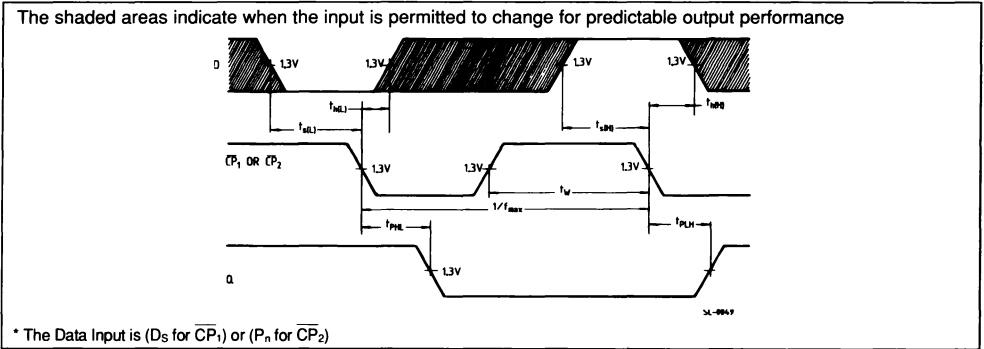 The shaded areas indicate when the input is permitted to change for predictable output performance
D
1.3V
1.3V
1.3V
1.3V
th(L)
th(H)
ts(L)
ts(H)
CP1 OR CP2
1.3V
1.3V
1.3V
tW
1/fmax
tPHL
tPLH
1.3V
Q
SL-0049
* The Data Input is (DS for CP1) or (Pn for CP2)